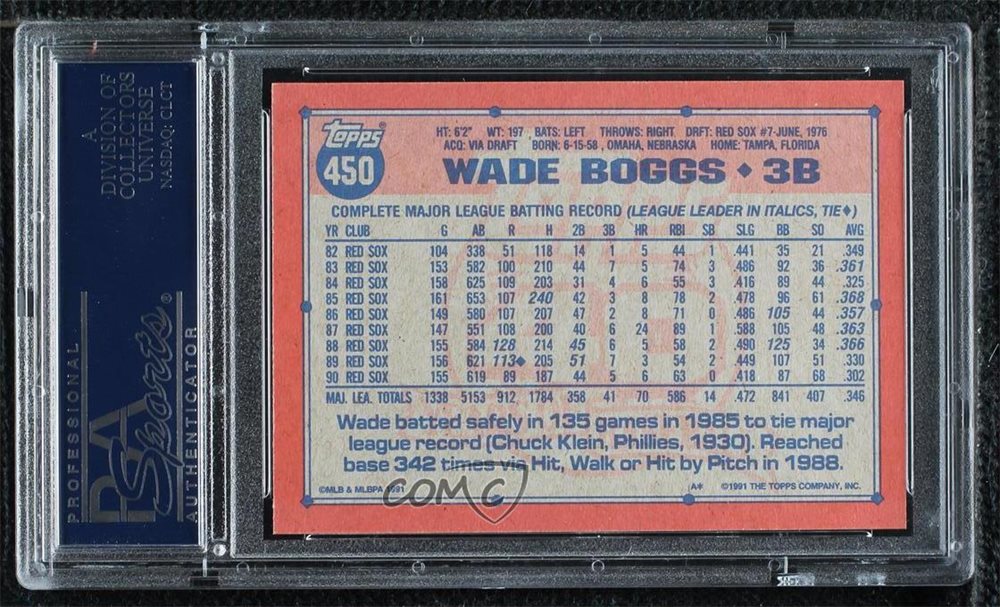 A
DIVISION OF
COLLECTORS
UNIVERSE
NASDAQ: CLCT
PROFESSIONAL
PSA
Sports®
AUTHENTICATOR
topps®
450
HT: 6'2" WT: 197 BATS: LEFT THROWS: RIGHT DRFT: RED SOX #7-JUNE, 1976
ACQ: VIA DRAFT BORN: 6-15-58, OMAHA, NEBRASKA HOME: TAMPA, FLORIDA
WADE BOGGS ♦ 3B
COMPLETE MAJOR LEAGUE BATTING RECORD (LEAGUE LEADER IN ITALICS, TIE♦)
YR CLUB G AB R H 2B 3B HR RBI SB SLG BB SO AVG
82 RED SOX 104 338 51 118 14 1 5 44 1 .441 35 21 .349
83 RED SOX 153 582 100 210 44 7 5 74 3 .486 92 36 .361
84 RED SOX 158 625 109 203 31 4 6 55 3 .416 89 44 .325
85 RED SOX 161 653 107 240 42 3 8 78 2 .478 96 61 .368
86 RED SOX 149 580 107 207 47 2 8 71 0 .486 105 44 .357
87 RED SOX 147 551 108 200 40 6 24 89 1 .588 105 48 .363
88 RED SOX 155 584 128 214 45 6 5 58 2 .490 125 34 .366
89 RED SOX 156 621 113♦ 205 51 7 3 54 2 .449 107 51 .330
90 RED SOX 155 619 89 187 44 5 6 63 0 .418 87 68 .302
MAJ. LEA. TOTALS 1338 5153 912 1784 358 41 70 586 14 .472 841 407 .346
Wade batted safely in 135 games in 1985 to tie major
league record (Chuck Klein, Phillies, 1930). Reached
base 342 times via Hit, Walk or Hit by Pitch in 1988.
©MLB & MLBPA 1991 A* ©1991 THE TOPPS COMPANY, INC.
COMC